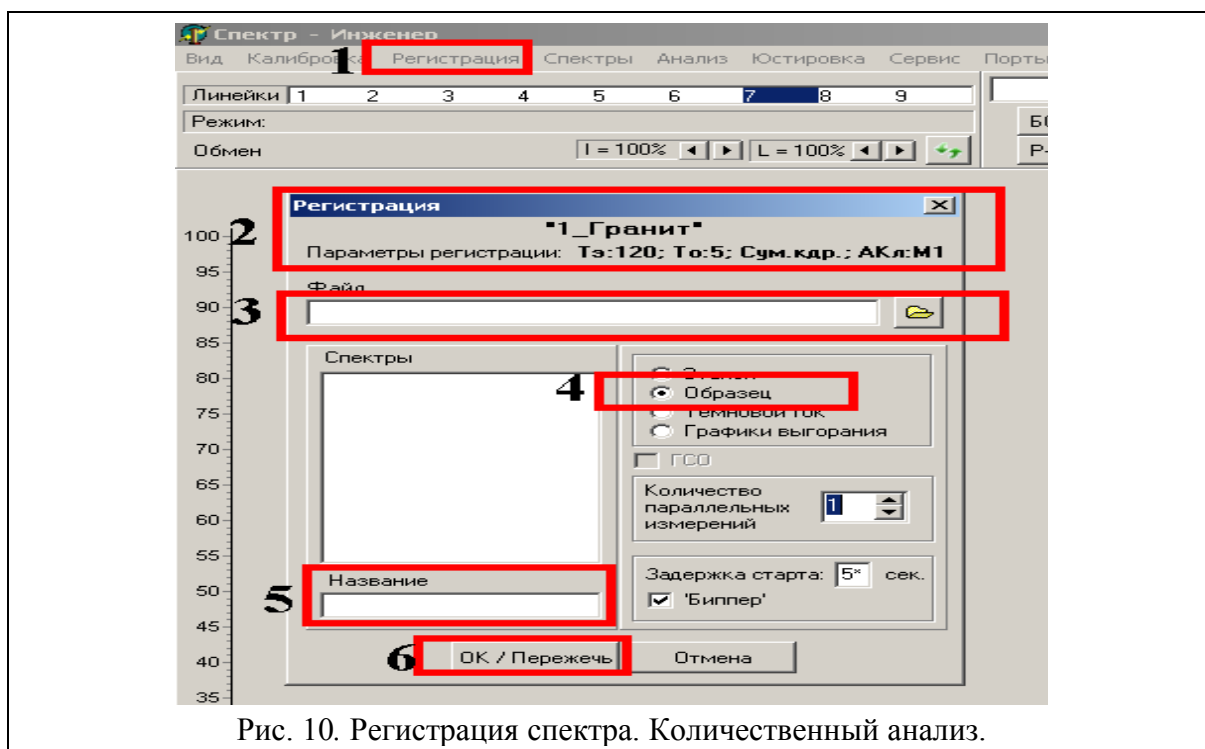 Спектр - Инженер
Вид Калибровка Регистрация Спектры Анализ Юстировка Сервис Порты
1
Линейки 1 2 3 4 5 6 7 8 9
Режим:
Обмен I = 100% L = 100%
2
Регистрация
"1_Гранит"
Параметры регистрации: Тэ:120; То:5; Сум.кдр.; АКл:М1
3
Файл
Спектры
4
Эталон
Образец
Темновой ток
Графики выгорания
ГСО
Количество
параллельных
измерений 1
Задержка старта: 5* сек.
'Биппер'
5
Название
6
ОК / Пережечь Отмена
100
95
90
85
80
75
70
65
60
55
50
45
40
35
Рис. 10. Регистрация спектра. Количественный анализ.